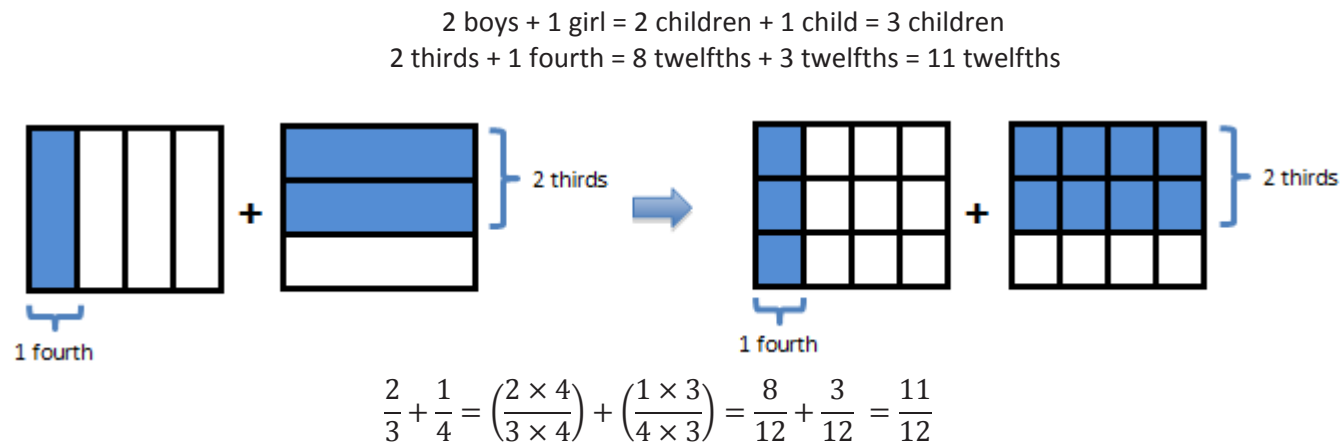 2 boys + 1 girl = 2 children + 1 child = 3 children
2 thirds + 1 fourth = 8 twelfths + 3 twelfths = 11 twelfths
+
2 thirds
+
2 thirds
1 fourth
1 fourth
2/3 + 1/4 = ((2 × 4)/(3 × 4)) + ((1 × 3)/(4 × 3)) = 8/12 + 3/12 = 11/12